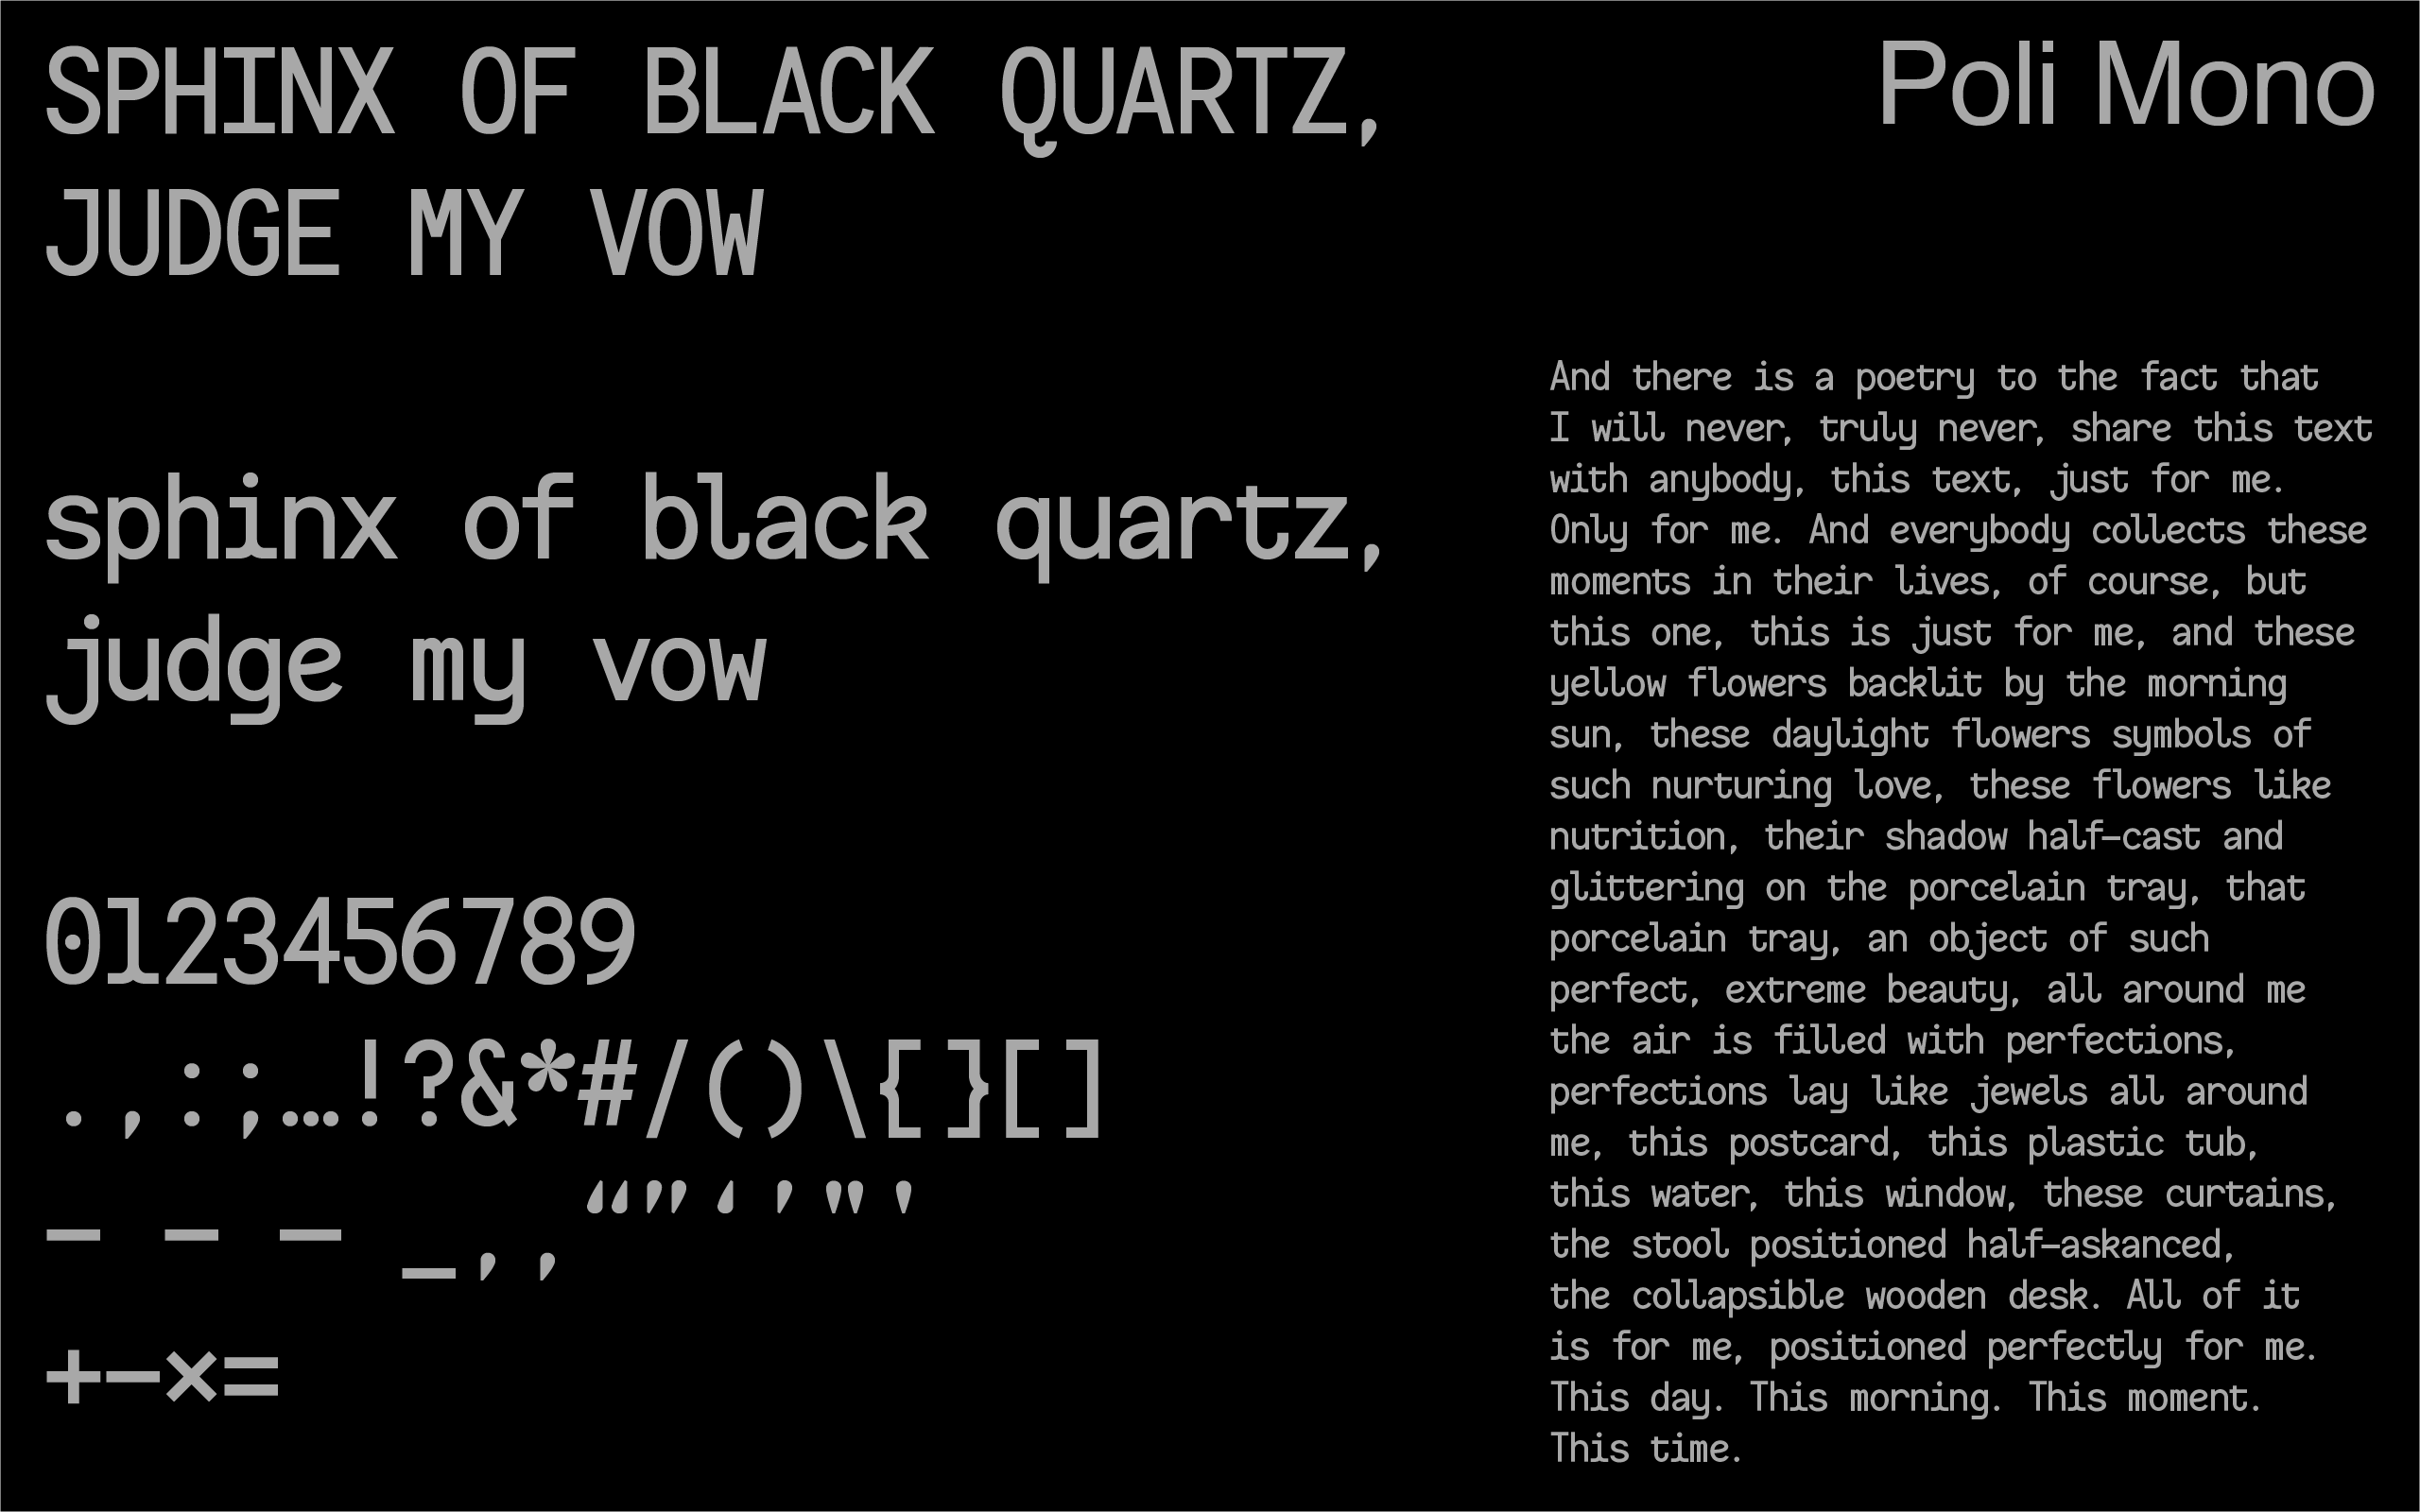 SPHINX OF BLACK QUARTZ,
JUDGE MY VOW
Poli Mono
sphinx of black quartz,
judge my vow
0123456789
.,:;…!?&*#/()\{}[]
– – — _‚,“”‘’"'
+−×=
And there is a poetry to the fact that
I will never, truly never, share this text
with anybody, this text, just for me.
Only for me. And everybody collects these
moments in their lives, of course, but
this one, this is just for me, and these
yellow flowers backlit by the morning
sun, these daylight flowers symbols of
such nurturing love, these flowers like
nutrition, their shadow half-cast and
glittering on the porcelain tray, that
porcelain tray, an object of such
perfect, extreme beauty, all around me
the air is filled with perfections,
perfections lay like jewels all around
me, this postcard, this plastic tub,
this water, this window, these curtains,
the stool positioned half-askanced,
the collapsible wooden desk. All of it
is for me, positioned perfectly for me.
This day. This morning. This moment.
This time.